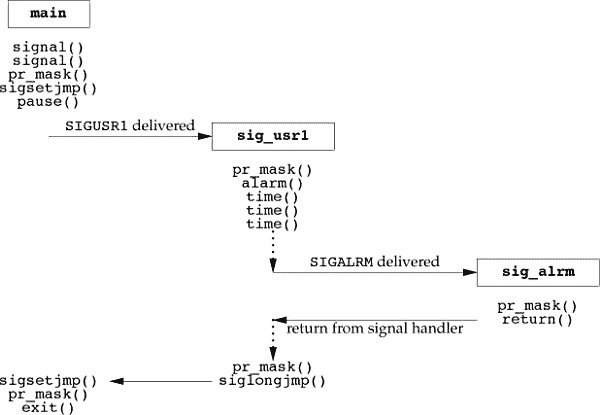 main
signal()
signal()
pr_mask()
sigsetjmp()
pause()
SIGUSR1 delivered
sig_usr1
pr_mask()
alarm()
time()
time()
time()
SIGALRM delivered
sig_alrm
pr_mask()
return()
return from signal handler
pr_mask()
siglongjmp()
sigsetjmp()
pr_mask()
exit()